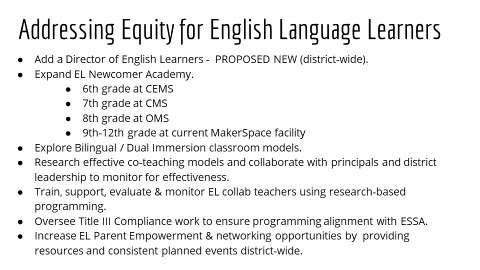 Addressing Equity for English Language Learners
● Add a Director of English Learners - PROPOSED NEW (district-wide).
● Expand EL Newcomer Academy.
● 6th grade at CEMS
● 7th grade at CMS
● 8th grade at OMS
● 9th-12th grade at current MakerSpace facility
● Explore Bilingual / Dual Immersion classroom models.
● Research effective co-teaching models and collaborate with principals and district
leadership to monitor for effectiveness.
● Train, support, evaluate & monitor EL collab teachers using research-based
programming.
● Oversee Title III Compliance work to ensure programming alignment with ESSA.
● Increase EL Parent Empowerment & networking opportunities by providing
resources and consistent planned events district-wide.